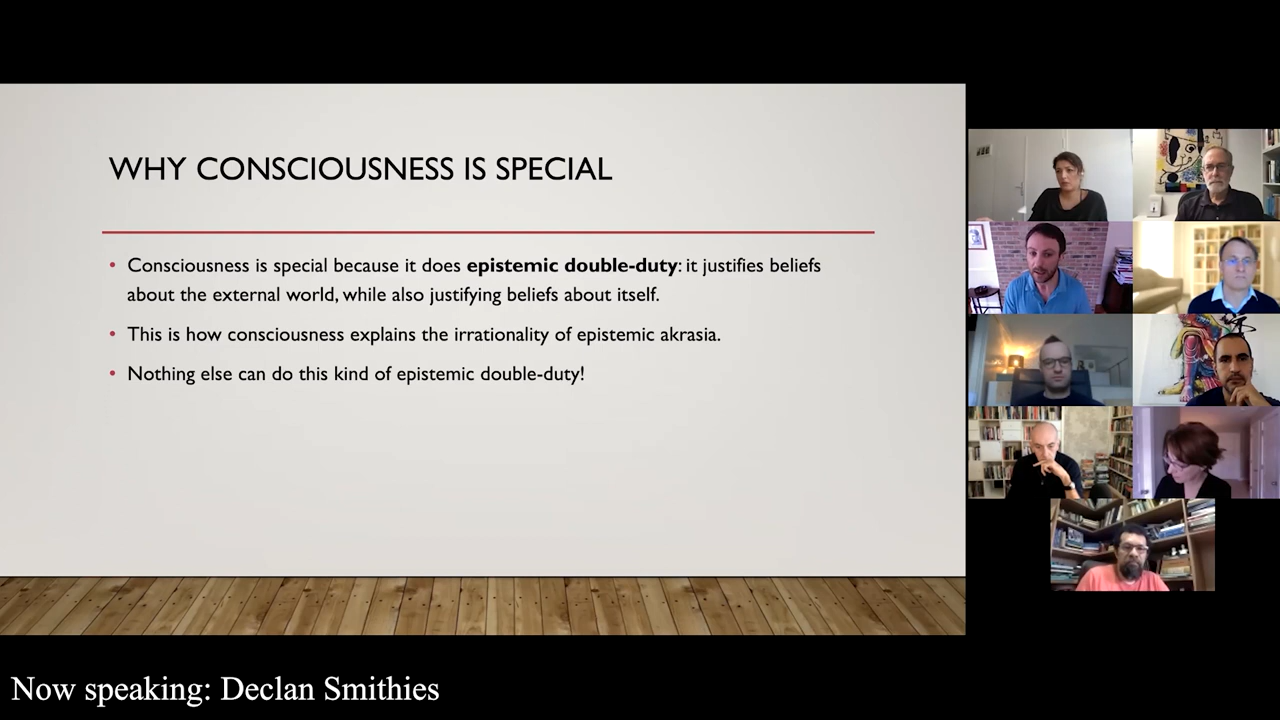 WHY CONSCIOUSNESS IS SPECIAL
• Consciousness is special because it does epistemic double-duty: it justifies beliefs
about the external world, while also justifying beliefs about itself.
• This is how consciousness explains the irrationality of epistemic akrasia.
• Nothing else can do this kind of epistemic double-duty!
Now speaking: Declan Smithies